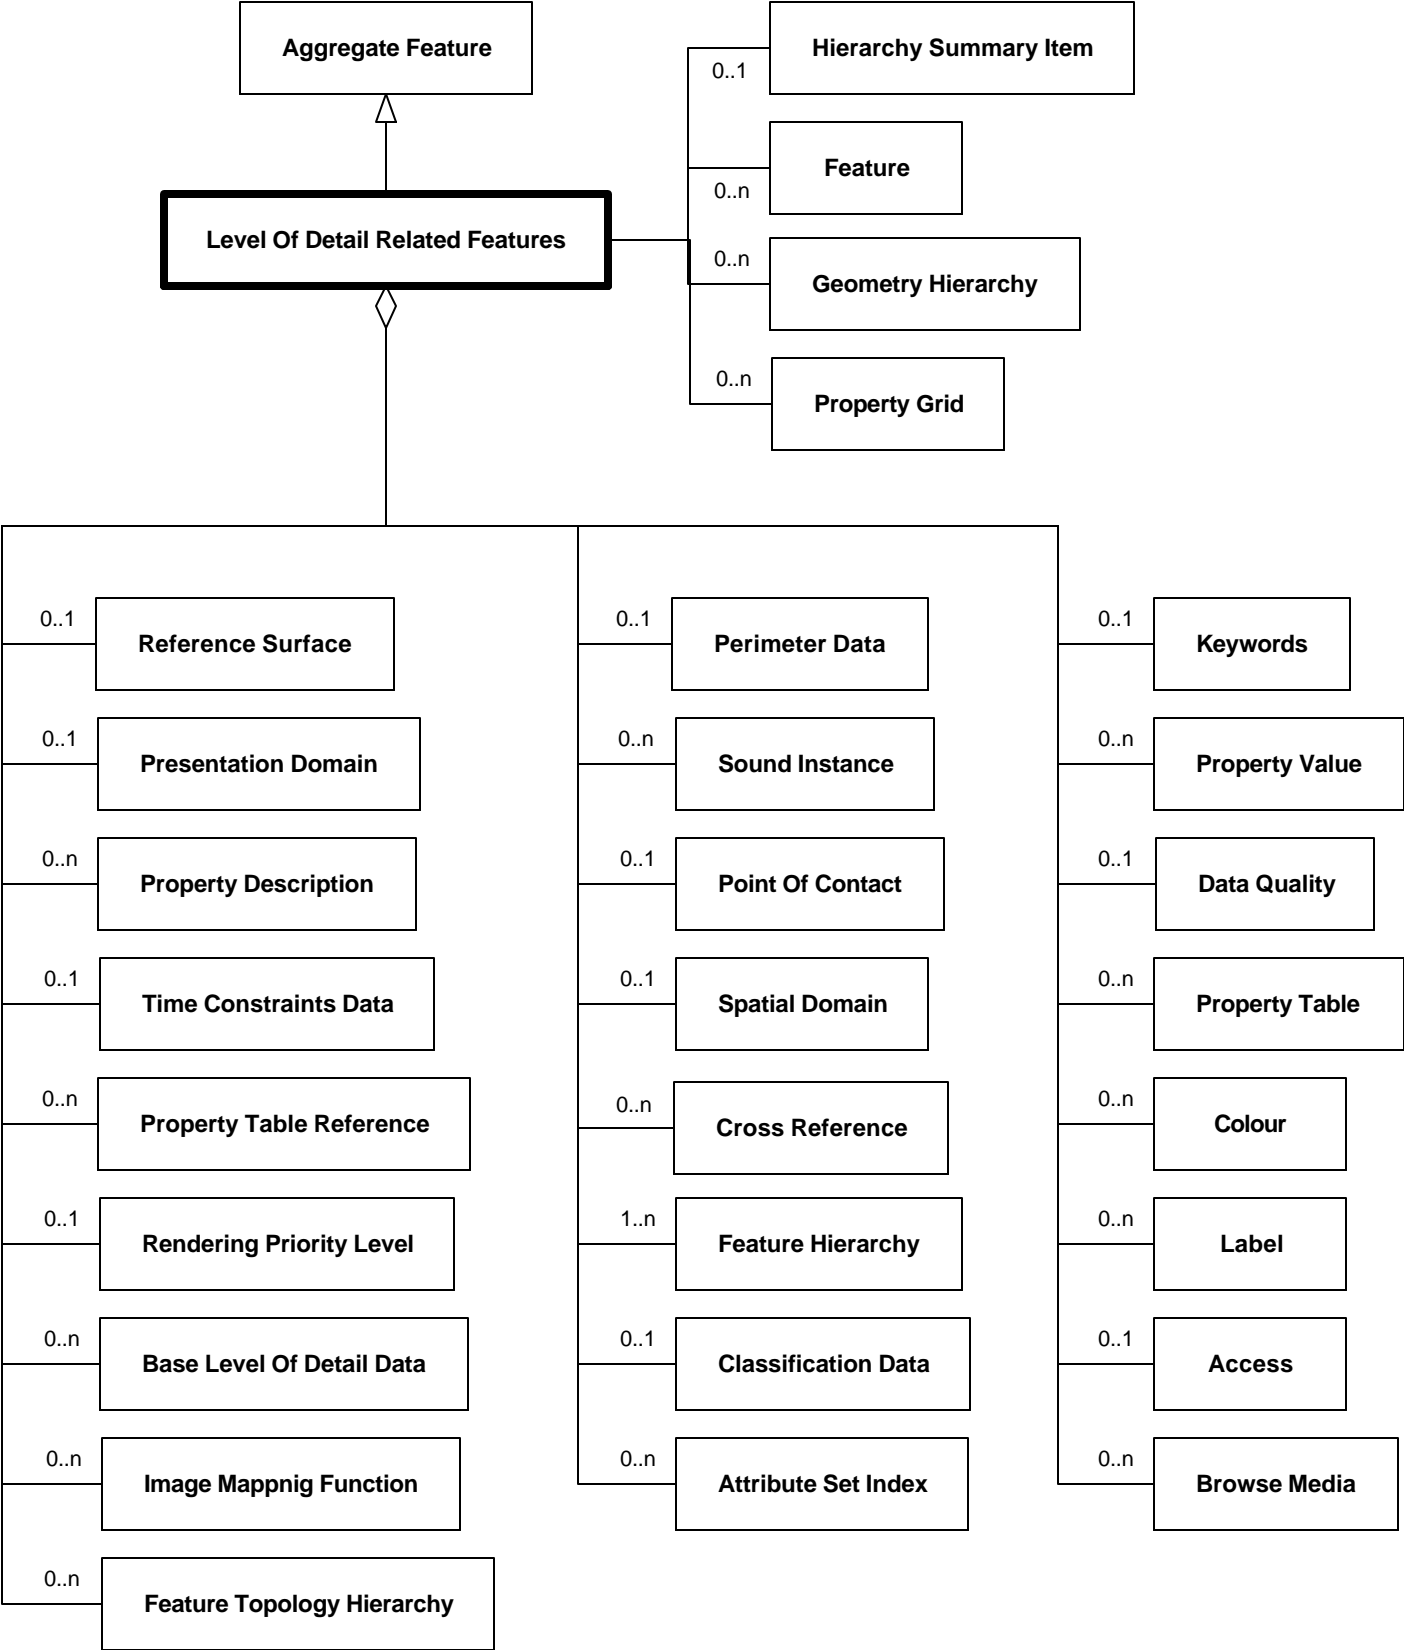 Aggregate Feature
Level Of Detail Related Features
0..1
Hierarchy Summary Item
0..n
Feature
0..n
Geometry Hierarchy
0..n
Property Grid
0..1
Reference Surface
0..1
Presentation Domain
0..n
Property Description
0..1
Time Constraints Data
0..n
Property Table Reference
0..1
Rendering Priority Level
0..n
Base Level Of Detail Data
0..n
Image Mappnig Function
0..n
Feature Topology Hierarchy
0..1
Perimeter Data
0..n
Sound Instance
0..1
Point Of Contact
0..1
Spatial Domain
0..n
Cross Reference
1..n
Feature Hierarchy
0..1
Classification Data
0..n
Attribute Set Index
0..1
Keywords
0..n
Property Value
0..1
Data Quality
0..n
Property Table
0..n
Colour
0..n
Label
0..1
Access
0..n
Browse Media